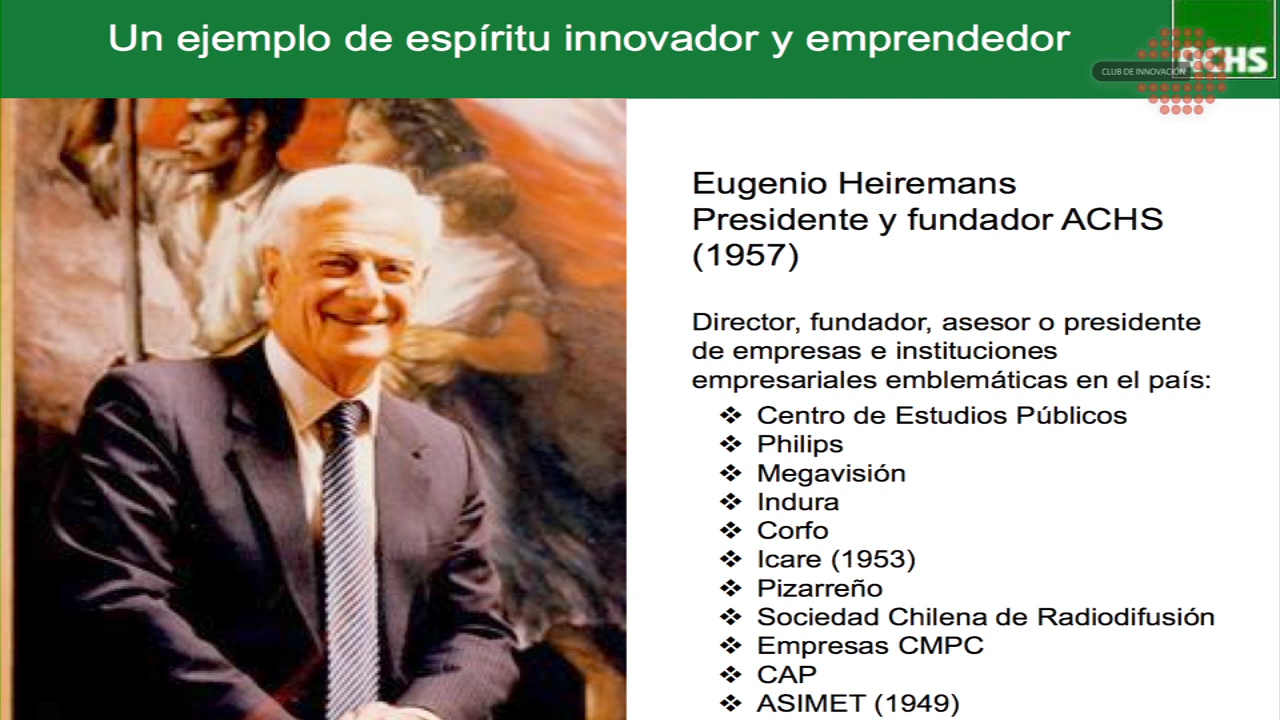 Un ejemplo de espíritu innovador y emprendedor
CLUB DE INNOVACIÓN
ACHS
Eugenio Heiremans
Presidente y fundador ACHS
(1957)
Director, fundador, asesor o presidente
de empresas e instituciones
empresariales emblemáticas en el país:
❖ Centro de Estudios Públicos
❖ Philips
❖ Megavisión
❖ Indura
❖ Corfo
❖ Icare (1953)
❖ Pizarreño
❖ Sociedad Chilena de Radiodifusión
❖ Empresas CMPC
❖ CAP
❖ ASIMET (1949)